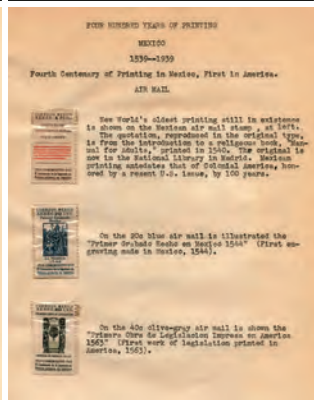 FOUR HUNDRED YEARS OF PRINTING
MEXICO
1539--1939
Fourth Centenary of Printing in Mexico, First in America.
AIR MAIL
New World's oldest printing still in existence
is shown on the Mexican air mail stamp , at left.
The quotation, reproduced in the original type,
is from the introduction to a religeous book, "Man-
ual for Adults," printed in 1540. The original is
now in the National Library in Madrid. Mexican
printing antedates that of Colonial America, hon-
ored by a resent U.S. issue, by 100 years.
On the 20c blue air mail is illustrated the
"Primer Grabado Hecho en Mexico 1544" (First en-
graving made in Mexico, 1544).
On the 40c olive-gray air mail is shown the
"Primera Obra de Legislacion Impresa en America
1563" (First work of legislation printed in
America, 1563).